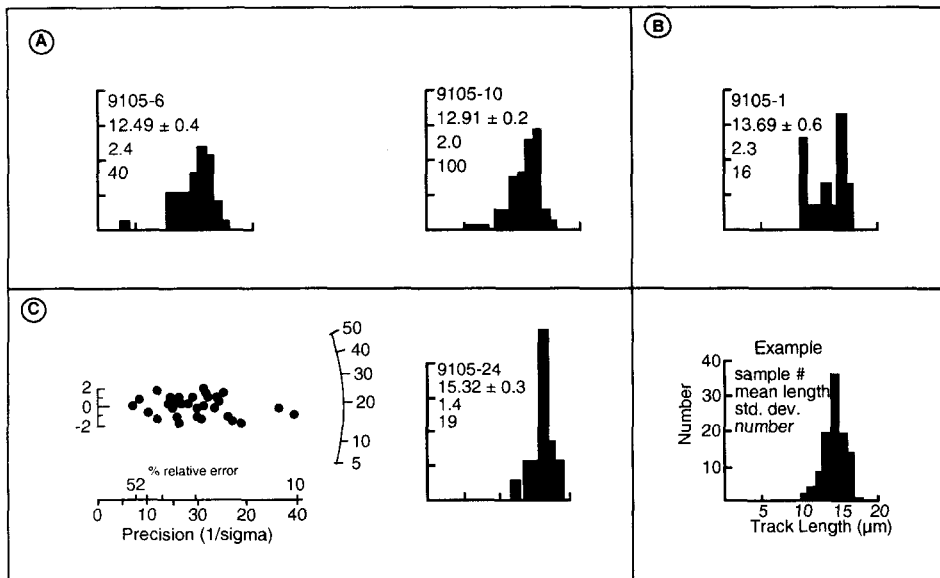 A
9105-6
12.49 ± 0.4
2.4
40
9105-10
12.91 ± 0.2
2.0
100
B
9105-1
13.69 ± 0.6
2.3
16
C
2
0
-2
50
40
30
20
10
5
% relative error
52 10
0 10 30 40
Precision (1/sigma)
9105-24
15.32 ± 0.3
1.4
19
Example
sample #
mean length
std. dev.
number
Number
40
30
20
10
5 10 15 20
Track Length (µm)